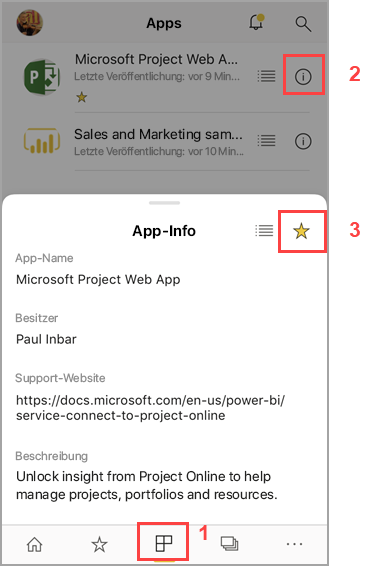 Apps
Microsoft Project Web A...
Letzte Veröffentlichung: vor 9 Min...
2
Sales and Marketing sam...
Letzte Veröffentlichung: vor 10 Min...
App-Info
3
App-Name
Microsoft Project Web App
Besitzer
Paul Inbar
Support-Website
https://docs.microsoft.com/en-us/power-bi/
service-connect-to-project-online
Beschreibung
Unlock insight from Project Online to help
manage projects, portfolios and resources.
1